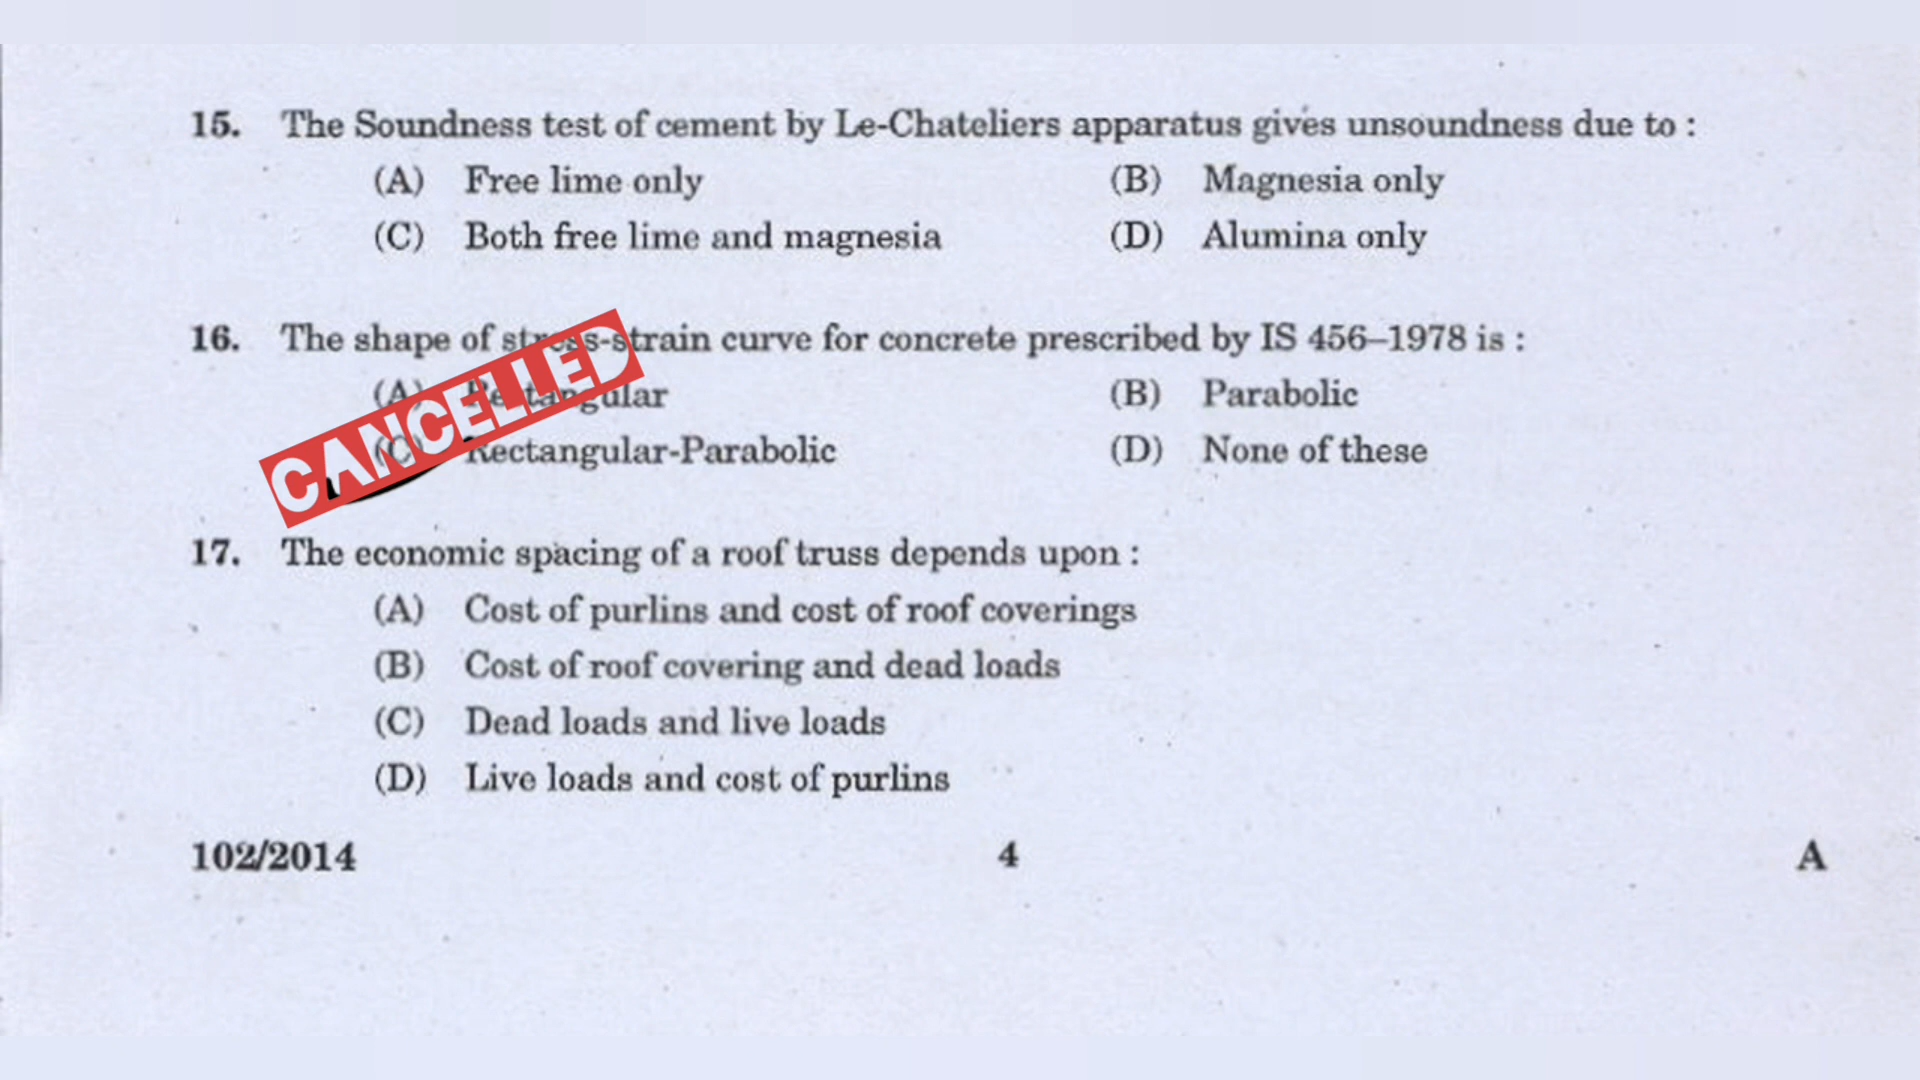 15. The Soundness test of cement by Le-Chateliers apparatus gives unsoundness due to :
(A) Free lime only (B) Magnesia only
(C) Both free lime and magnesia (D) Alumina only
16. The shape of stress-strain curve for concrete prescribed by IS 456–1978 is :
(A) Rectangular (B) Parabolic
CANCELLED
(C) Rectangular-Parabolic (D) None of these
17. The economic spacing of a roof truss depends upon :
(A) Cost of purlins and cost of roof coverings
(B) Cost of roof covering and dead loads
(C) Dead loads and live loads
(D) Live loads and cost of purlins
102/2014 4 A